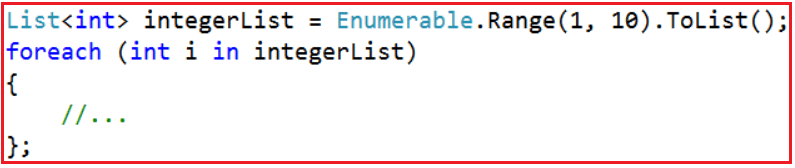 List<int> integerList = Enumerable.Range(1, 10).ToList();
foreach (int i in integerList)
{
    //...
};